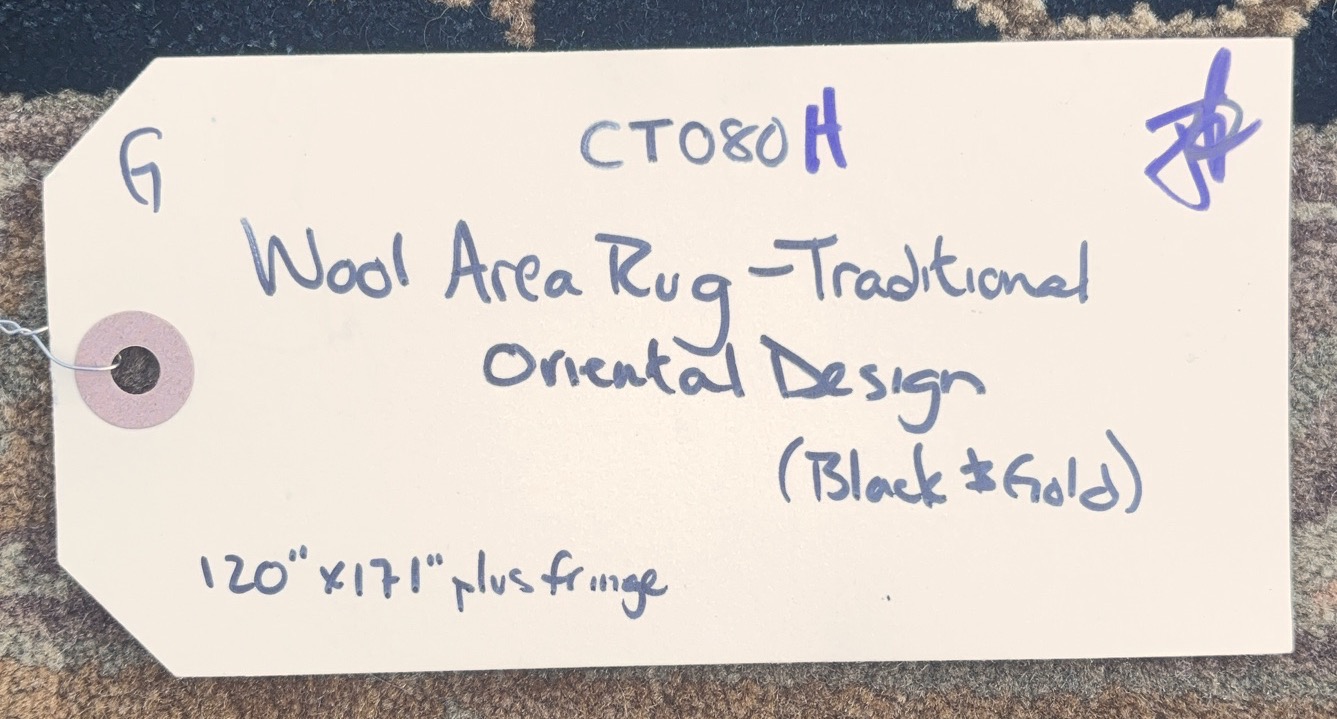 G
CT080H
Wool Area Rug - Traditional
Oriental Design
(Black & Gold)
120" x 171" plus fringe